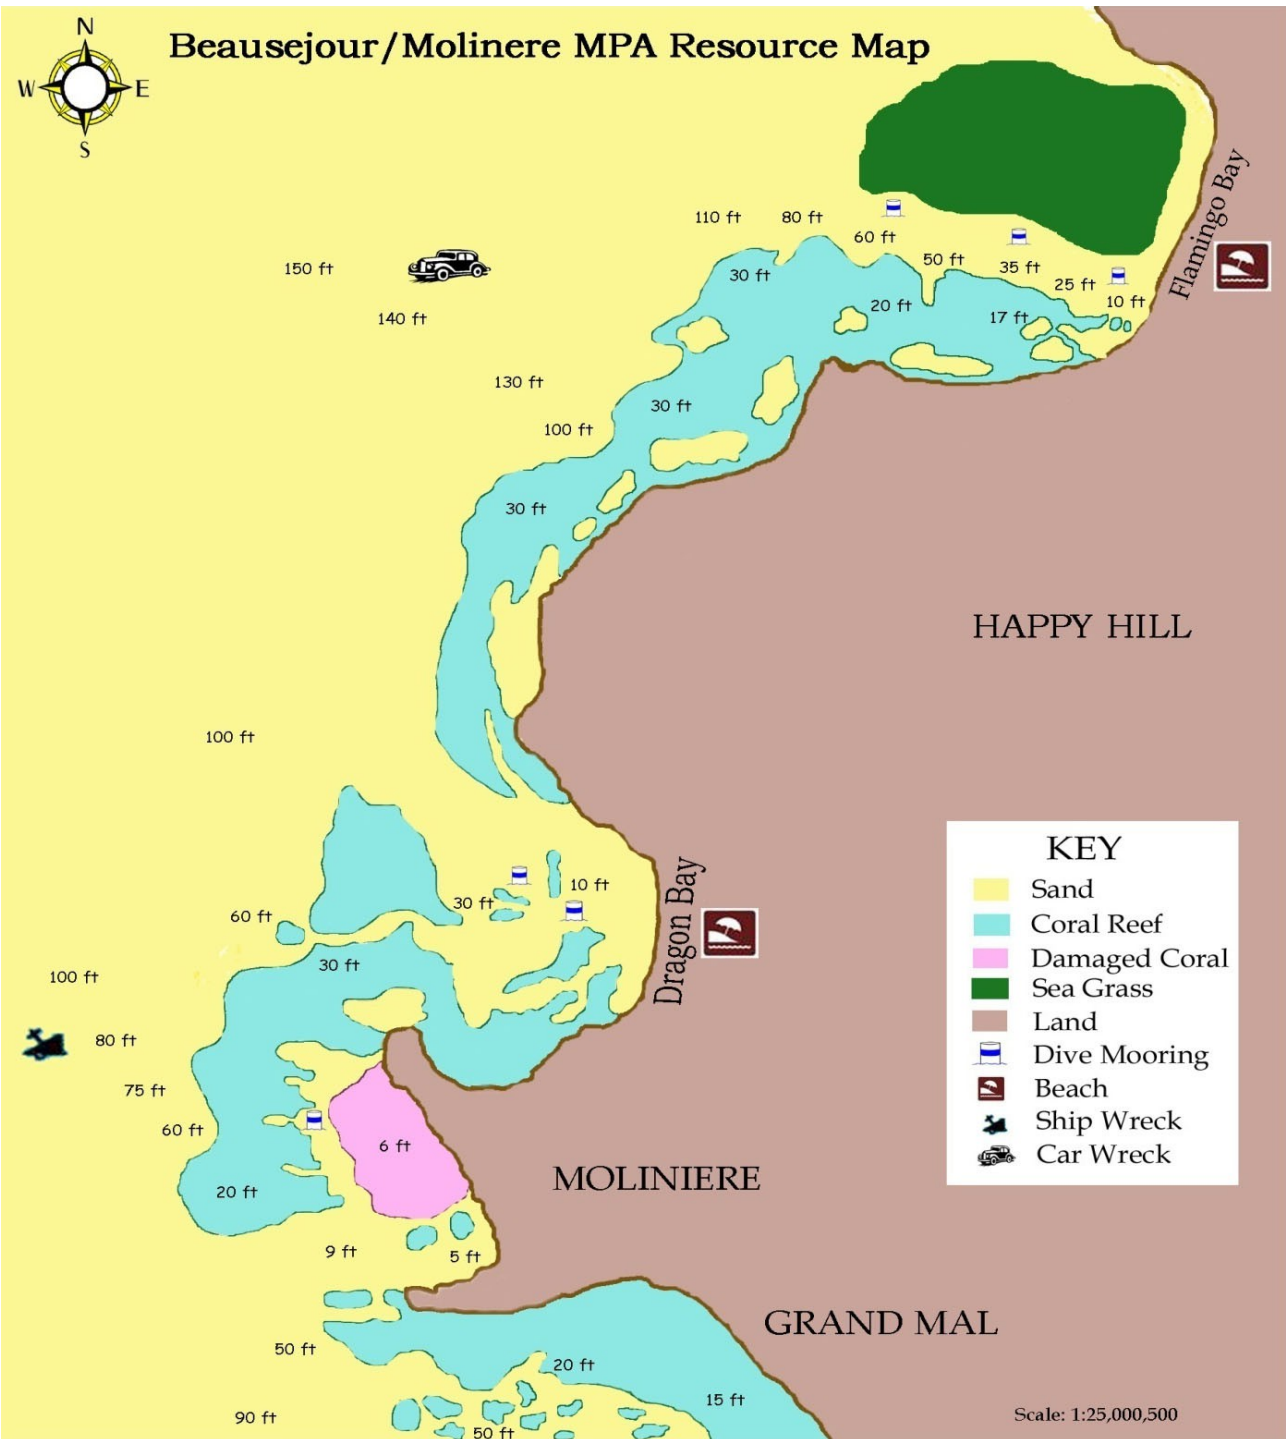 Beausejour/Molinere MPA Resource Map
N
W E
S
Flamingo Bay
110 ft
80 ft
60 ft
50 ft
35 ft
25 ft
10 ft
150 ft
140 ft
30 ft
20 ft
17 ft
130 ft
30 ft
100 ft
30 ft
HAPPY HILL
100 ft
Dragon Bay
10 ft
30 ft
60 ft
30 ft
100 ft
80 ft
75 ft
60 ft
6 ft
20 ft
MOLINIERE
9 ft
5 ft
GRAND MAL
50 ft
20 ft
15 ft
90 ft
50 ft
KEY
Sand
Coral Reef
Damaged Coral
Sea Grass
Land
Dive Mooring
Beach
Ship Wreck
Car Wreck
Scale: 1:25,000,500